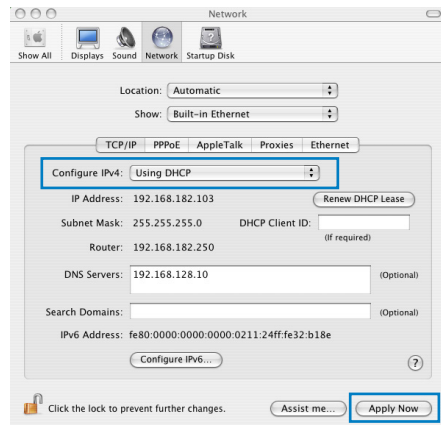 Network
Show All Displays Sound Network Startup Disk
Location: Automatic
Show: Built-in Ethernet
TCP/IP PPPoE AppleTalk Proxies Ethernet
Configure IPv4: Using DHCP
IP Address: 192.168.182.103 Renew DHCP Lease
Subnet Mask: 255.255.255.0 DHCP Client ID:
(If required)
Router: 192.168.182.250
DNS Servers: 192.168.128.10 (Optional)
Search Domains: (Optional)
IPv6 Address: fe80:0000:0000:0000:0211:24ff:fe32:b18e
Configure IPv6... ?
Click the lock to prevent further changes. Assist me... Apply Now